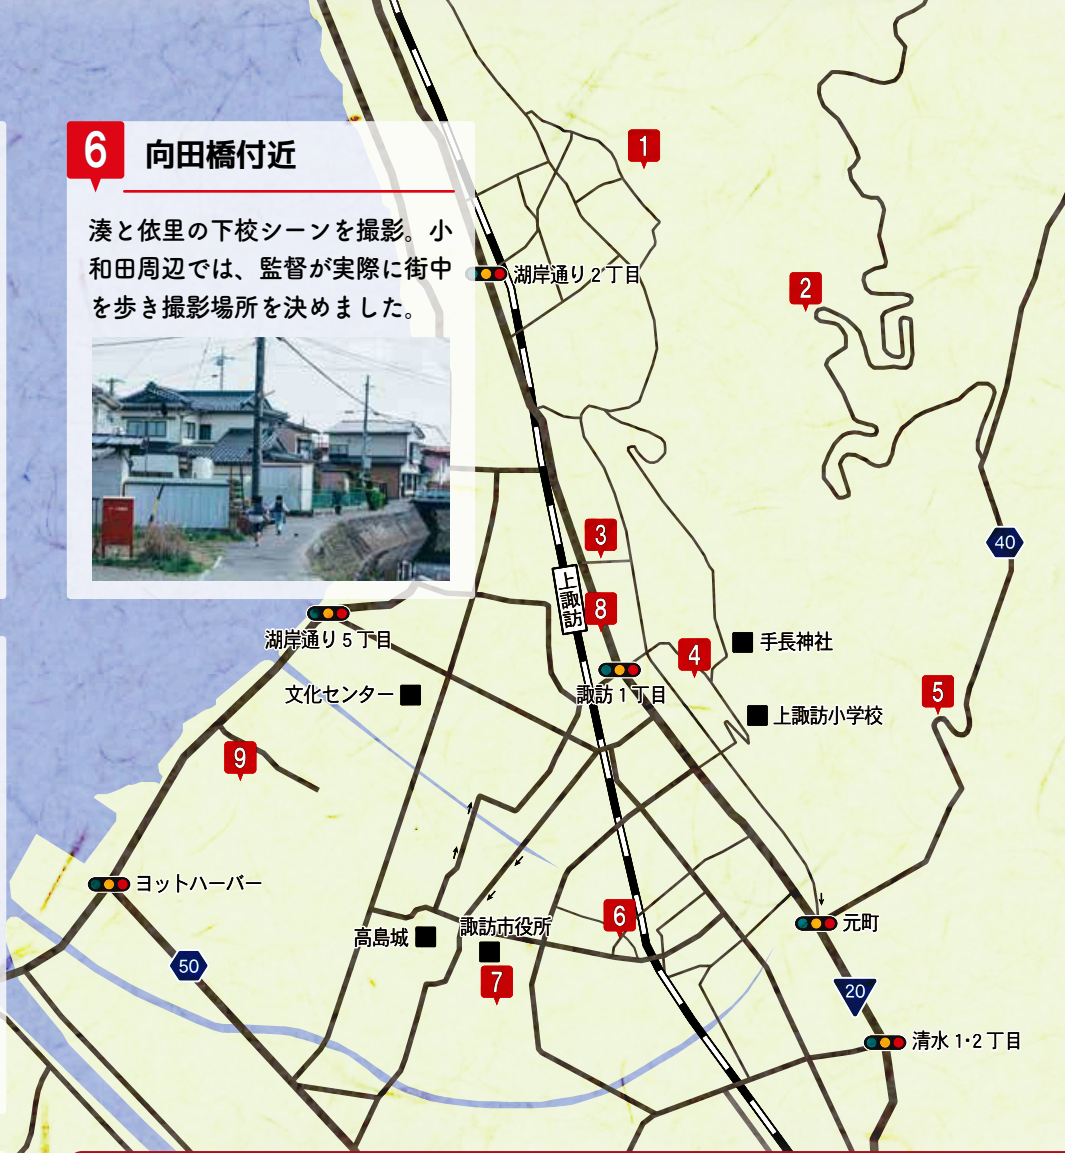 6
向田橋付近
湊と依里の下校シーンを撮影。小
和田周辺では、監督が実際に街中
を歩き撮影場所を決めました。
1
湖岸通り2丁目
2
3
40
上諏訪
8
湖岸通り5丁目
4
手長神社
諏訪1丁目
文化センター
5
上諏訪小学校
9
ヨットハーバー
6
諏訪市役所
高島城
元町
50
7
20
清水1・2丁目